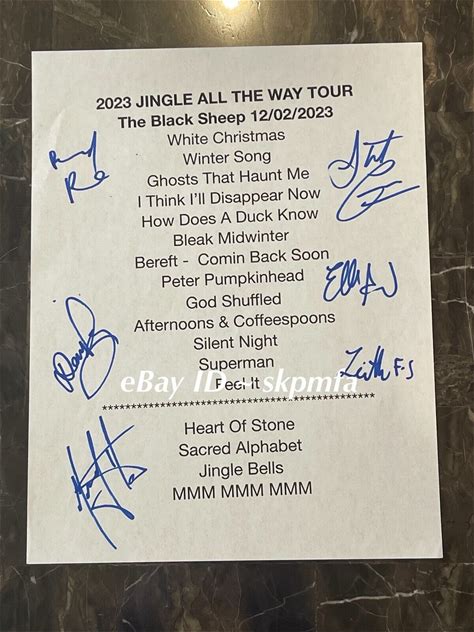 2023 JINGLE ALL THE WAY TOUR
The Black Sheep 12/02/2023
White Christmas
Winter Song
Ghosts That Haunt Me
I Think I'll Disappear Now
How Does A Duck Know
Bleak Midwinter
Bereft - Comin Back Soon
Peter Pumpkinhead
God Shuffled
Afternoons & Coffeespoons
Silent Night
Superman
eBay ID - skpmfa
Feel It
************************************************
Heart Of Stone
Sacred Alphabet
Jingle Bells
MMM MMM MMM